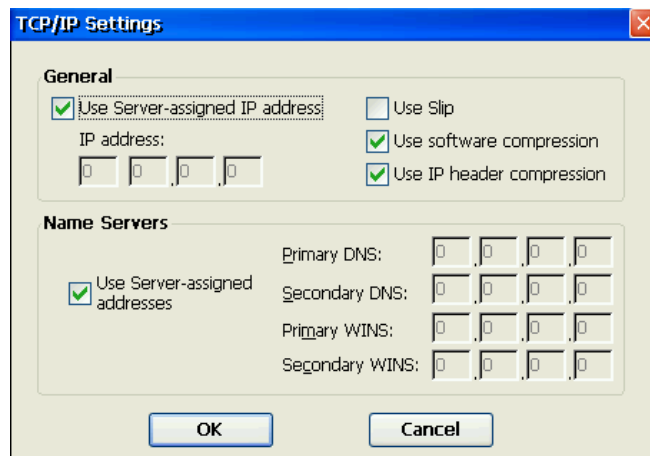 TCP/IP Settings
General
Use Server-assigned IP address
IP address:
0 .0 .0 .0
Use Slip
Use software compression
Use IP header compression
Name Servers
Use Server-assigned
addresses
Primary DNS: 0 .0 .0 .0
Secondary DNS: 0 .0 .0 .0
Primary WINS: 0 .0 .0 .0
Secondary WINS: 0 .0 .0 .0
OK
Cancel